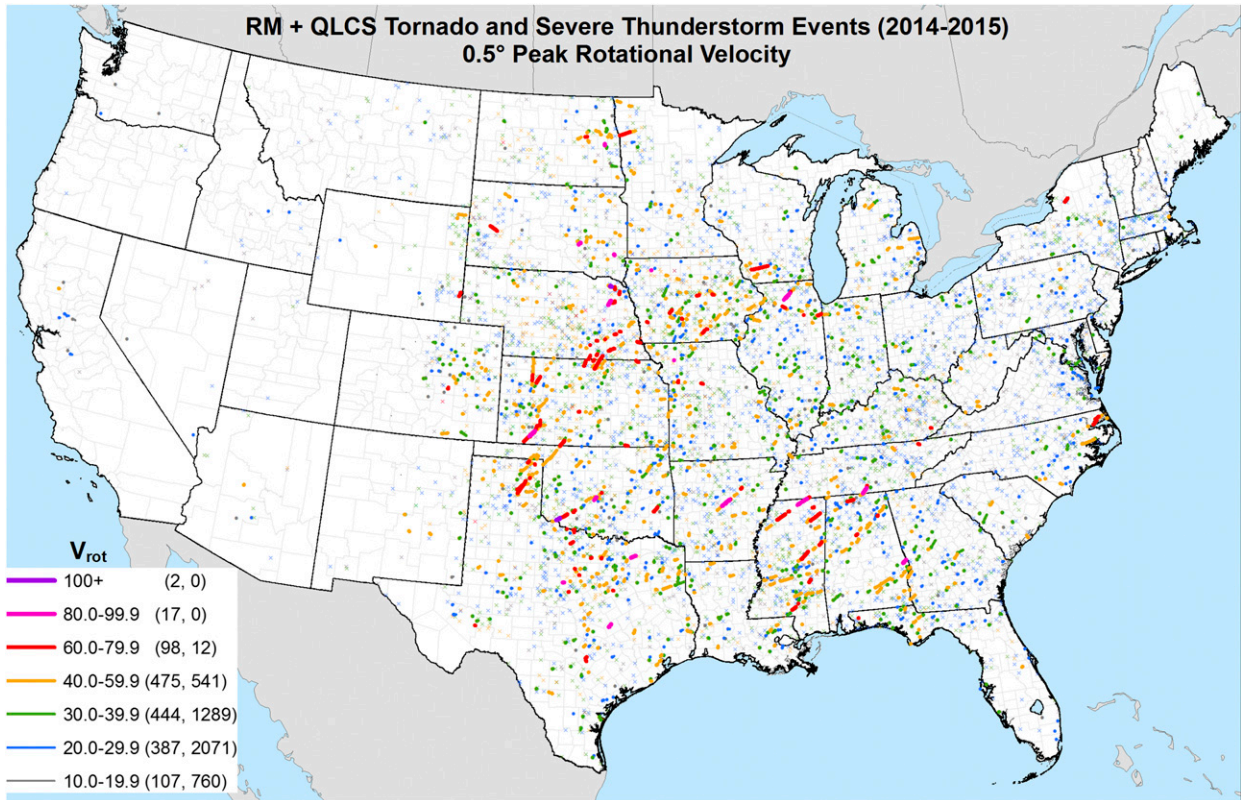 RM + QLCS Tornado and Severe Thunderstorm Events (2014-2015)
0.5° Peak Rotational Velocity
Vrot
100+ (2, 0)
80.0-99.9 (17, 0)
60.0-79.9 (98, 12)
40.0-59.9 (475, 541)
30.0-39.9 (444, 1289)
20.0-29.9 (387, 2071)
10.0-19.9 (107, 760)